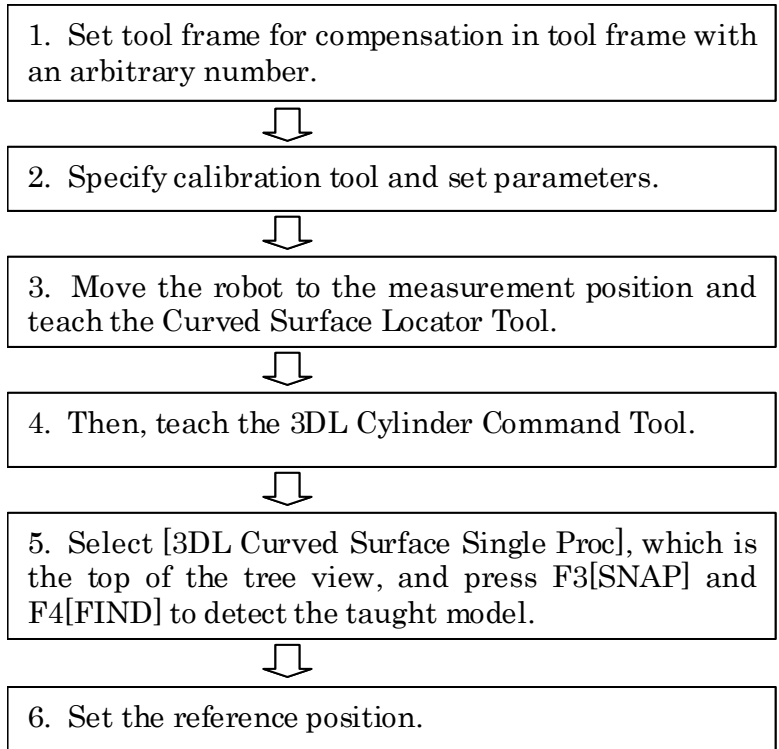 1. Set tool frame for compensation in tool frame with
an arbitrary number.
2. Specify calibration tool and set parameters.
3. Move the robot to the measurement position and
teach the Curved Surface Locator Tool.
4. Then, teach the 3DL Cylinder Command Tool.
5. Select [3DL Curved Surface Single Proc], which is
the top of the tree view, and press F3[SNAP] and
F4[FIND] to detect the taught model.
6. Set the reference position.